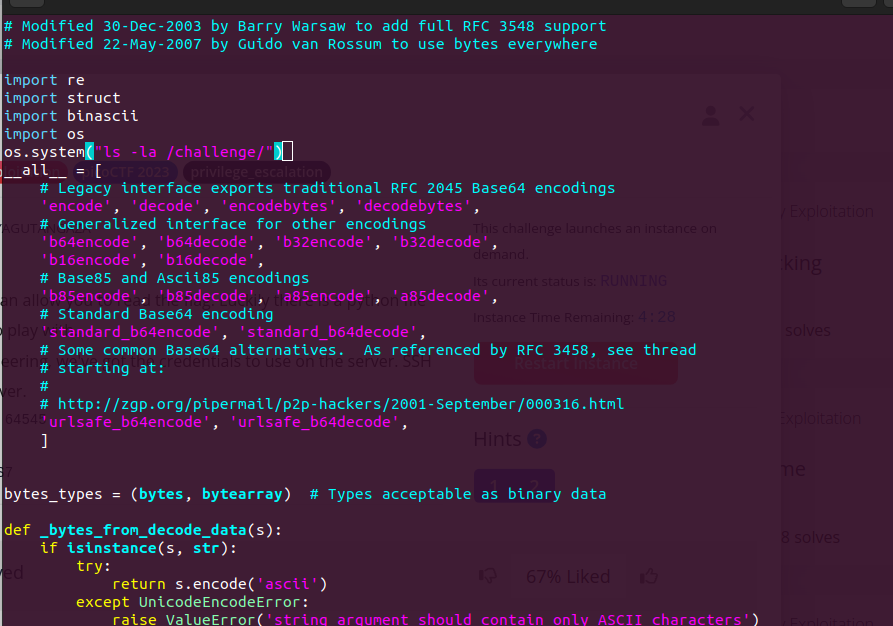 # Modified 30-Dec-2003 by Barry Warsaw to add full RFC 3548 support
# Modified 22-May-2007 by Guido van Rossum to use bytes everywhere
import re
struct
import struct
import binascii
import os
os.system("ls -la /challenge/")
__all__ = [
    # Legacy interface exports traditional RFC 2045 Base64 encodings
    'encode', 'decode', 'encodebytes', 'decodebytes',
    # Generalized interface for other encodings
    'b64encode', 'b64decode', 'b32encode', 'b32decode',
    'b16encode', 'b16decode',
    # Base85 and Ascii85 encodings
    'b85encode', 'b85decode', 'a85encode', 'a85decode',
    # Standard Base64 encoding
    'standard_b64encode', 'standard_b64decode',
    # Some common Base64 alternatives.  As referenced by RFC 3458, see thread
    # starting at:
    #
    # http://zgp.org/pipermail/p2p-hackers/2001-September/000316.html
    'urlsafe_b64encode', 'urlsafe_b64decode',
    ]
bytes_types = (bytes, bytearray)  # Types acceptable as binary data
def _bytes_from_decode_data(s):
    if isinstance(s, str):
        try:
            return s.encode('ascii')
        except UnicodeEncodeError:
            raise ValueError('string argument should contain only ASCII characters')
CTF 2023
privilege_escalation
This challenge launches an instance on
demand.
Its current status is: RUNNING
Instance Time Remaining: 4:28
Restart Instance
Hints ?
1 2
67% Liked
Exploitation
king
solves
Exploitation
me
8 solves
Exploitation